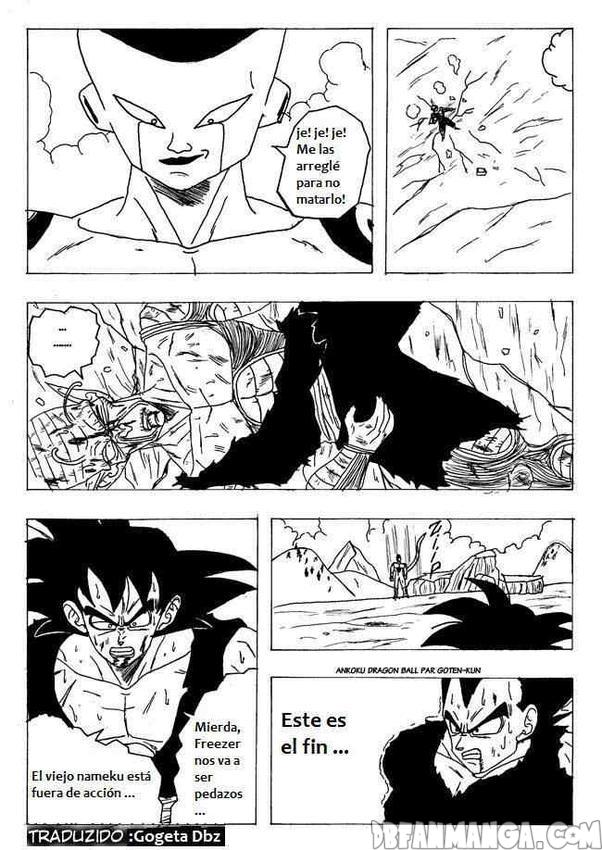 je! je! je!
Me las
arreglé
para no
matarlo!
...
.......
El viejo nameku está
fuera de acción ...
Mierda,
Freezer
nos va a
ser
pedazos
...
ANKOKU DRAGON BALL PAR GOTEN-KUN
Este es
el fin ...
TRADUZIDO :Gogeta Dbz
DBFANMANGA.COM